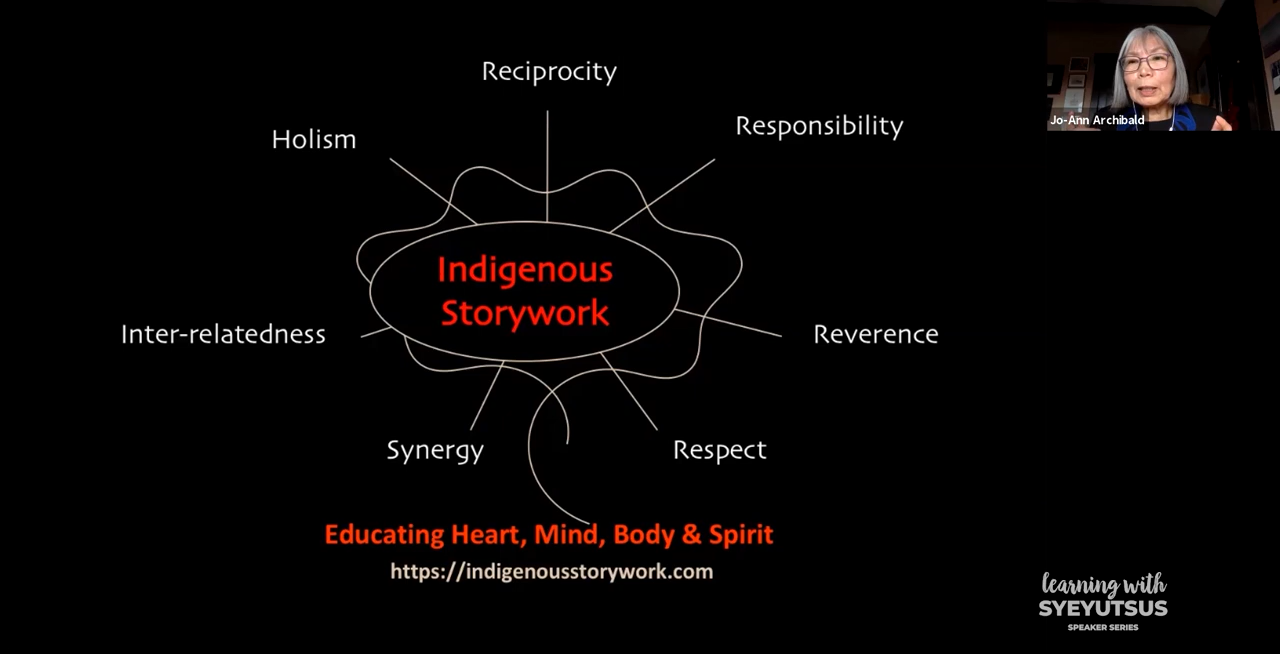 Reciprocity
Holism
Responsibility
Indigenous
Storywork
Inter-relatedness
Reverence
Synergy
Respect
Educating Heart, Mind, Body & Spirit
https://indigenousstorywork.com
Jo-Ann Archibald
learning with
SYEYUTSUS
SPEAKER SERIES